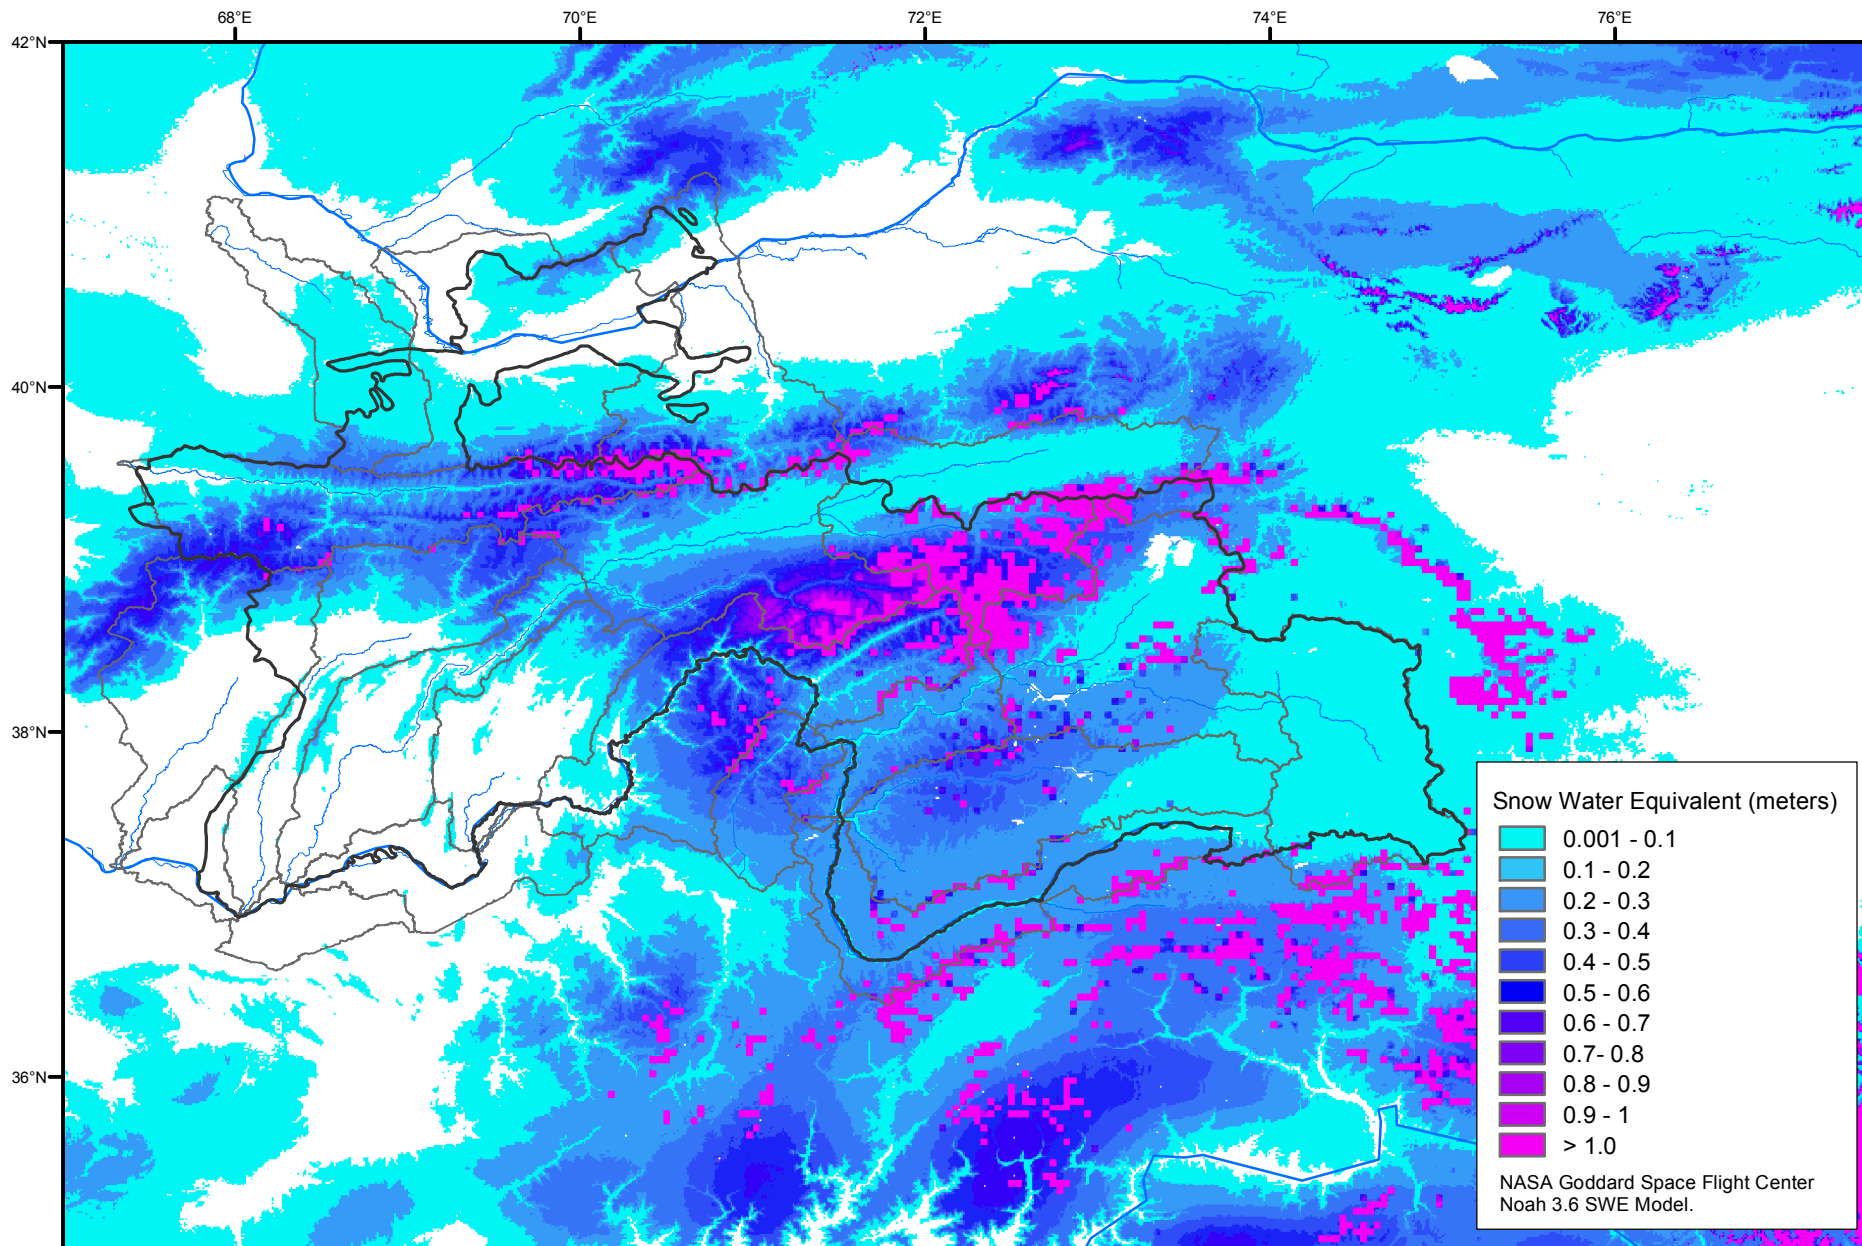 68°E
70°E
72°E
74°E
76°E
42°N
40°N
38°N
36°N
Snow Water Equivalent (meters)
0.001 - 0.1
0.1 - 0.2
0.2 - 0.3
0.3 - 0.4
0.4 - 0.5
0.5 - 0.6
0.6 - 0.7
0.7- 0.8
0.8 - 0.9
0.9 - 1
> 1.0
NASA Goddard Space Flight Center
Noah 3.6 SWE Model.